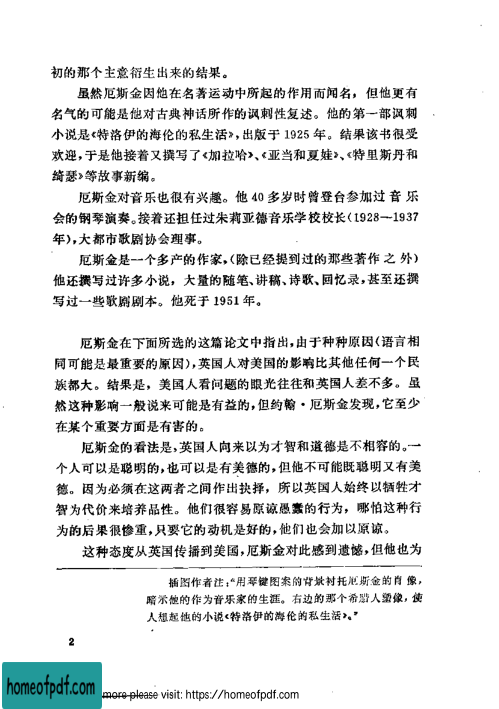 初的那个主意衍生出来的结果。
虽然厄斯金因他在名著运动中所起的作用而闻名，但他更有
名气的可能是他对古典神话所作的讽刺性复述。他的第一部讽刺
小说是《特洛伊的海伦的私生活》，出版于 1925 年。结果该书很受
欢迎，于是他接着又撰写了《加拉哈》、《亚当和夏娃》、《特里斯丹和
绮瑟》等故事新编。
厄斯金对音乐也很有兴趣。他 40 多岁时曾登台参加过音乐
会的钢琴演奏。接着还担任过朱莉亚德音乐学校校长（1928—1937
年），大都市歌剧协会理事。
厄斯金是一个多产的作家，（除已经提到过的那些著作之外）
他还撰写过许多小说，大量的随笔、讲稿、诗歌、回忆录，甚至还撰
写过一些歌剧剧本。他死于 1951 年。
厄斯金在下面所选的这篇论文中指出，由于种种原因（语言相
同可能是最重要的原因），英国人对美国的影响比其他任何一个民
族都大。结果是，美国人看问题的眼光往往和英国人差不多。虽
然这种影响一般说来可能是有益的，但约翰·厄斯金发现，它至少
在某个重要方面是有害的。
厄斯金的看法是，英国人向来以为才智和道德是不相容的。一
个人可以是聪明的，也可以是有美德的，但他不可能既聪明又有美
德。因为必须在这两者之间作出抉择，所以英国人始终以牺牲才
智为代价来培养品性。他们很容易原谅愚蠢的行为，哪怕这种行
为的后果很惨重，只要它的动机是好的，他们也会加以原谅。
这种态度从英国传播到美国，厄斯金对此感到遗憾，但他也为
插图作者注：“用琴键图案的背景衬托厄斯金的肖像，
暗示他的作为音乐家的生涯。右边的那个希腊人塑像，使
人想起他的小说《特洛伊的海伦的私生活》。”
2
homeofpdf.com
more please visit: https://homeofpdf.com